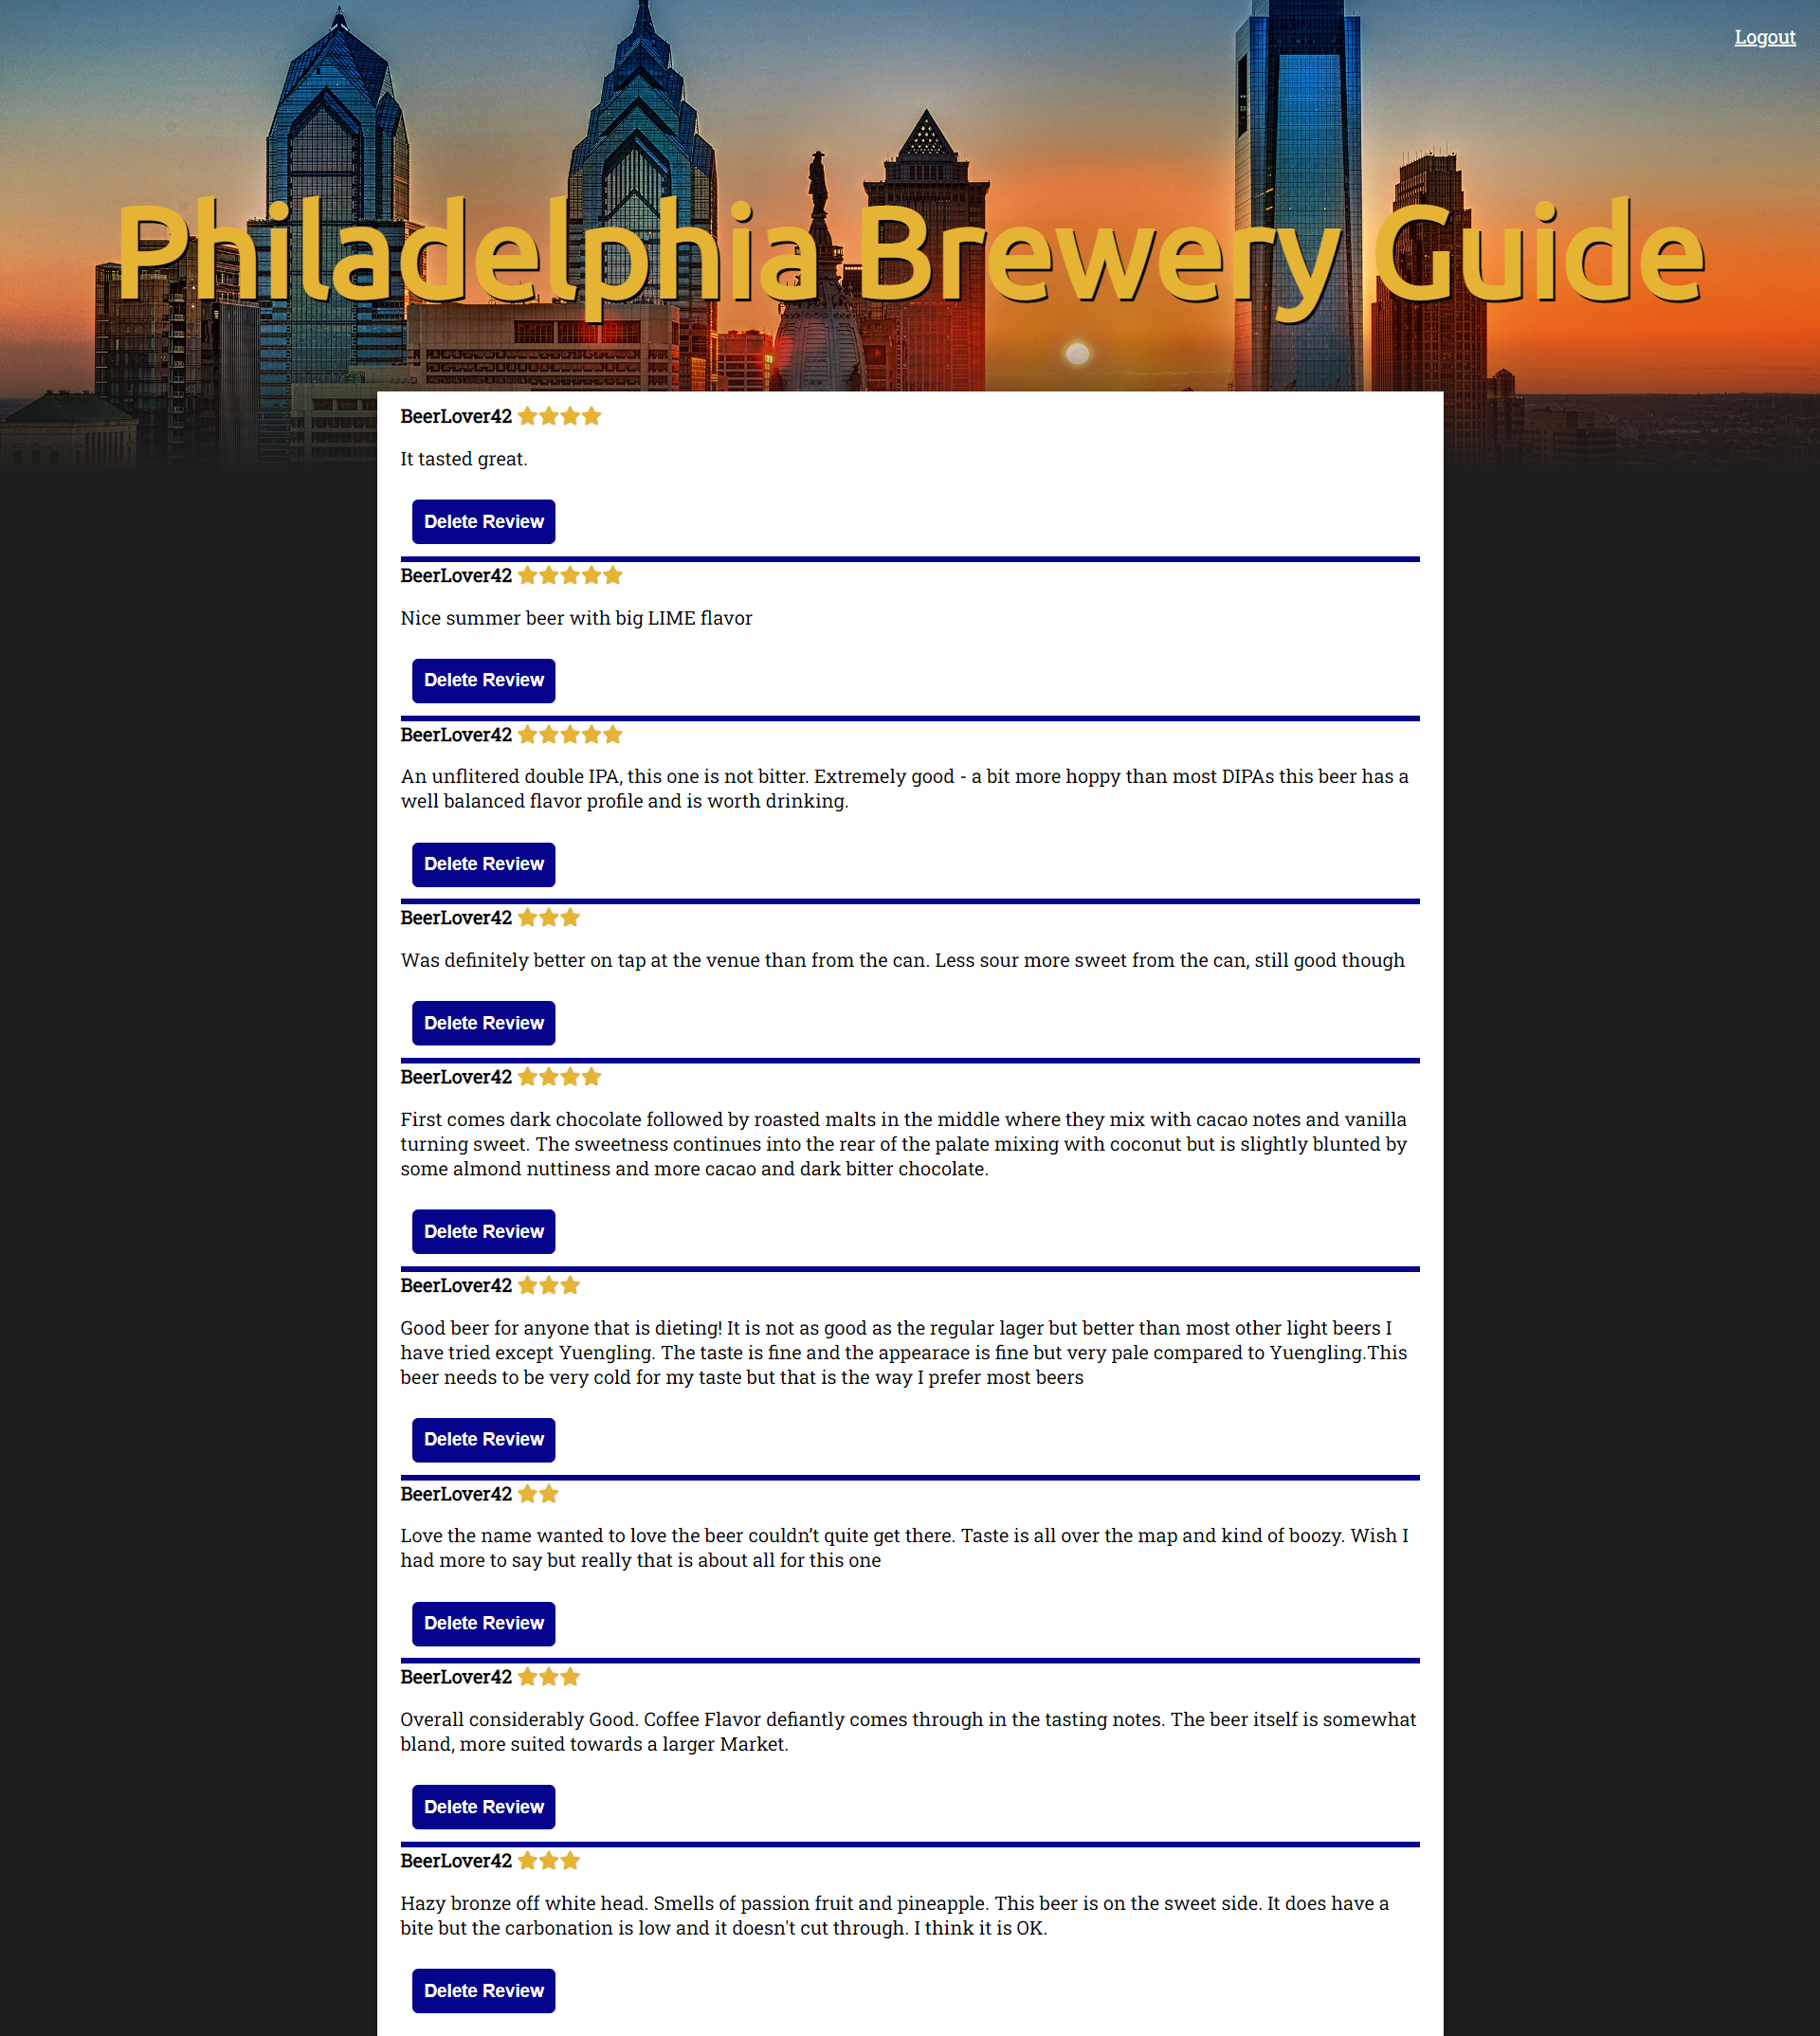 Logout
Philadelphia Brewery Guide
BeerLover42
It tasted great.
Delete Review
BeerLover42
Nice summer beer with big LIME flavor
Delete Review
BeerLover42
An unflitered double IPA, this one is not bitter. Extremely good - a bit more hoppy than most DIPAs this beer has a
well balanced flavor profile and is worth drinking.
Delete Review
BeerLover42
Was definitely better on tap at the venue than from the can. Less sour more sweet from the can, still good though
Delete Review
BeerLover42
First comes dark chocolate followed by roasted malts in the middle where they mix with cacao notes and vanilla
turning sweet. The sweetness continues into the rear of the palate mixing with coconut but is slightly blunted by
some almond nuttiness and more cacao and dark bitter chocolate.
Delete Review
BeerLover42
Good beer for anyone that is dieting! It is not as good as the regular lager but better than most other light beers I
have tried except Yuengling. The taste is fine and the appearace is fine but very pale compared to Yuengling.This
beer needs to be very cold for my taste but that is the way I prefer most beers
Delete Review
BeerLover42
Love the name wanted to love the beer couldn’t quite get there. Taste is all over the map and kind of boozy. Wish I
had more to say but really that is about all for this one
Delete Review
BeerLover42
Overall considerably Good. Coffee Flavor defiantly comes through in the tasting notes. The beer itself is somewhat
bland, more suited towards a larger Market.
Delete Review
BeerLover42
Hazy bronze off white head. Smells of passion fruit and pineapple. This beer is on the sweet side. It does have a
bite but the carbonation is low and it doesn't cut through. I think it is OK.
Delete Review